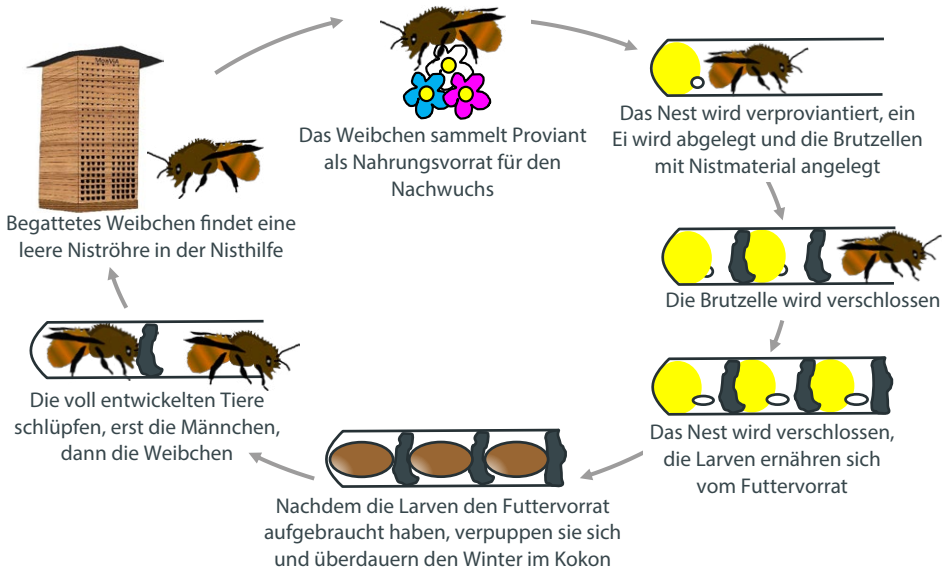 Begattetes Weibchen findet eine
leere Niströhre in der Nisthilfe
Das Weibchen sammelt Proviant
als Nahrungsvorrat für den
Nachwuchs
Das Nest wird verproviantiert, ein
Ei wird abgelegt und die Brutzellen
mit Nistmaterial angelegt
Die Brutzelle wird verschlossen
Das Nest wird verschlossen,
die Larven ernähren sich
vom Futtervorrat
Nachdem die Larven den Futtervorrat
aufgebraucht haben, verpuppen sie sich
und überdauern den Winter im Kokon
Die voll entwickelten Tiere
schlüpfen, erst die Männchen,
dann die Weibchen